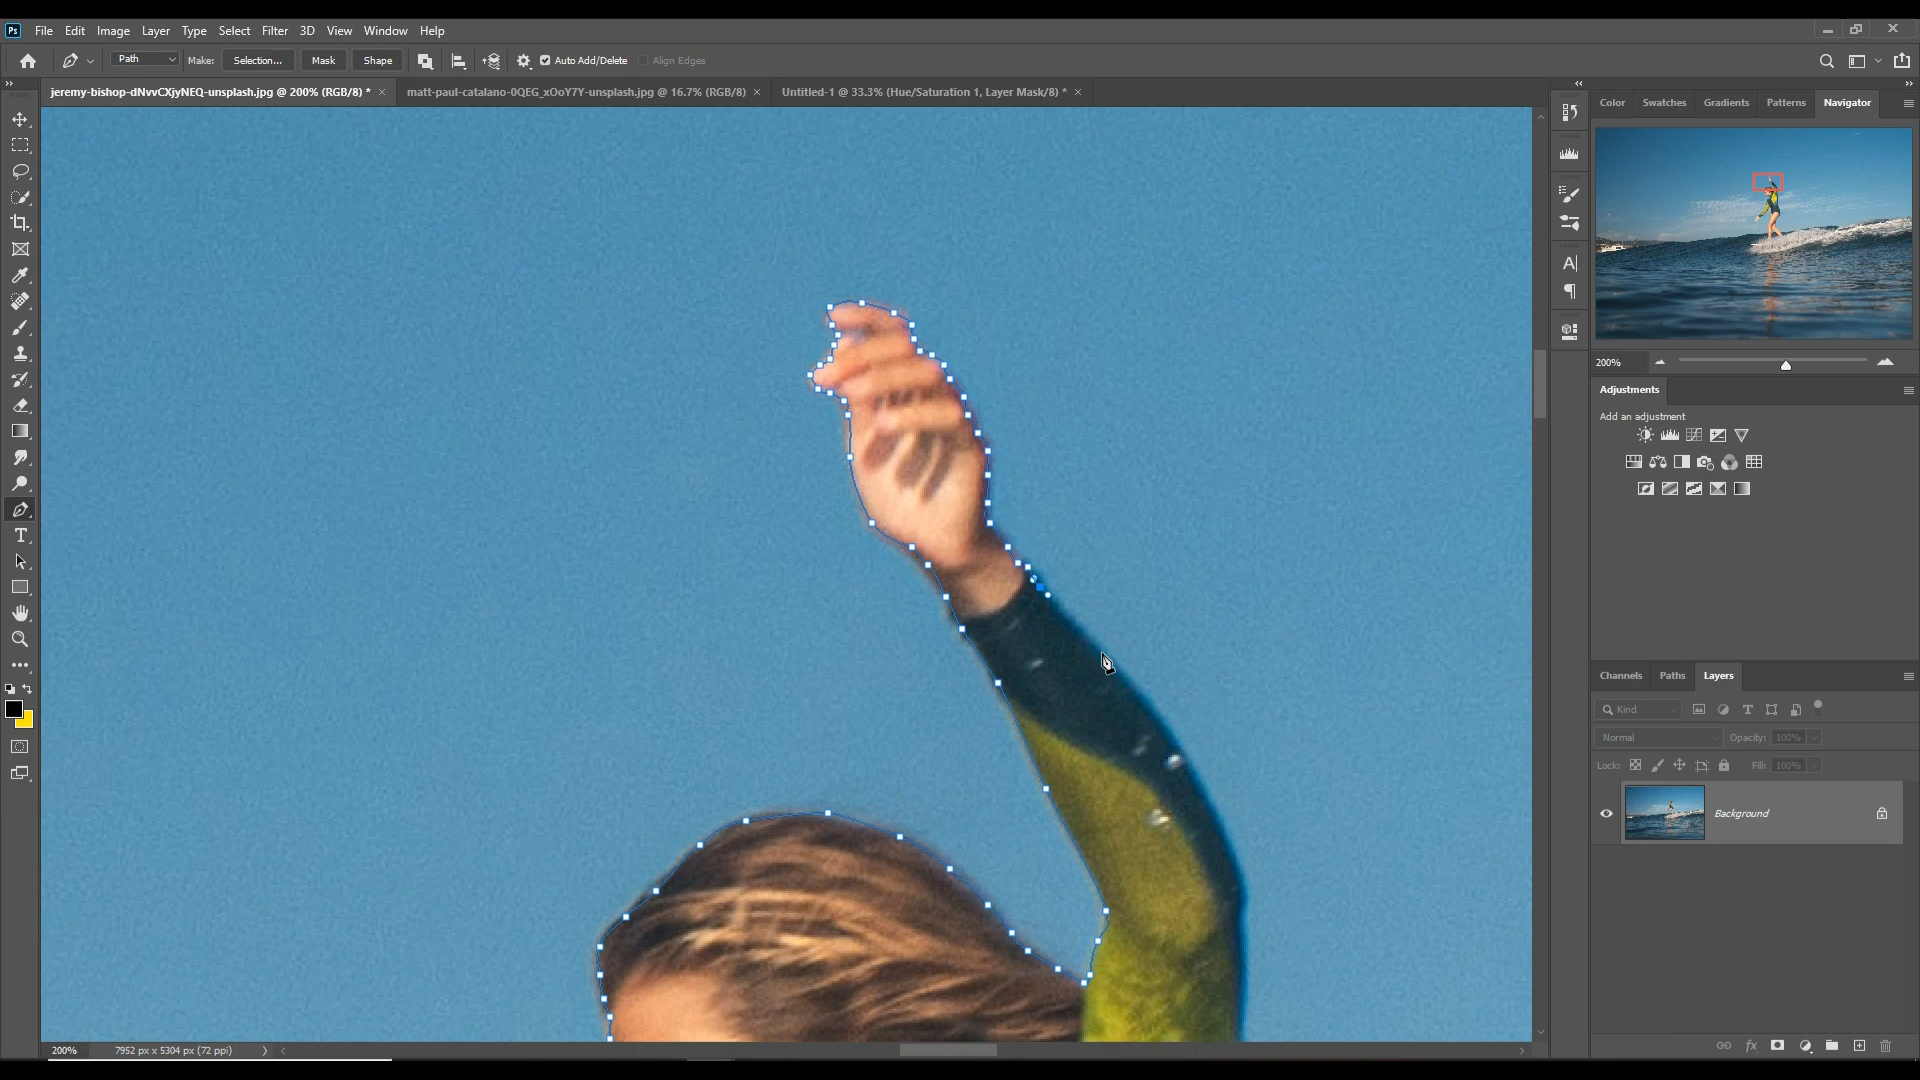 Ps File Edit Image Layer Type Select Filter 3D View Window Help
Path Make: Selection... Mask Shape Auto Add/Delete Align Edges
jeremy-bishop-dNvvCXjyNEQ-unsplash.jpg @ 200% (RGB/8) * × matt-paul-catalano-0QEG_xOoY7Y-unsplash.jpg @ 16.7% (RGB/8) × Untitled-1 @ 33.3% (Hue/Saturation 1, Layer Mask/8) * ×
Color Swatches Gradients Patterns Navigator
200%
Adjustments
Add an adjustment
Channels Paths Layers
Kind
Normal Opacity: 100%
Lock: Fill: 100%
Background
200% 7952 px x 5304 px (72 ppi)